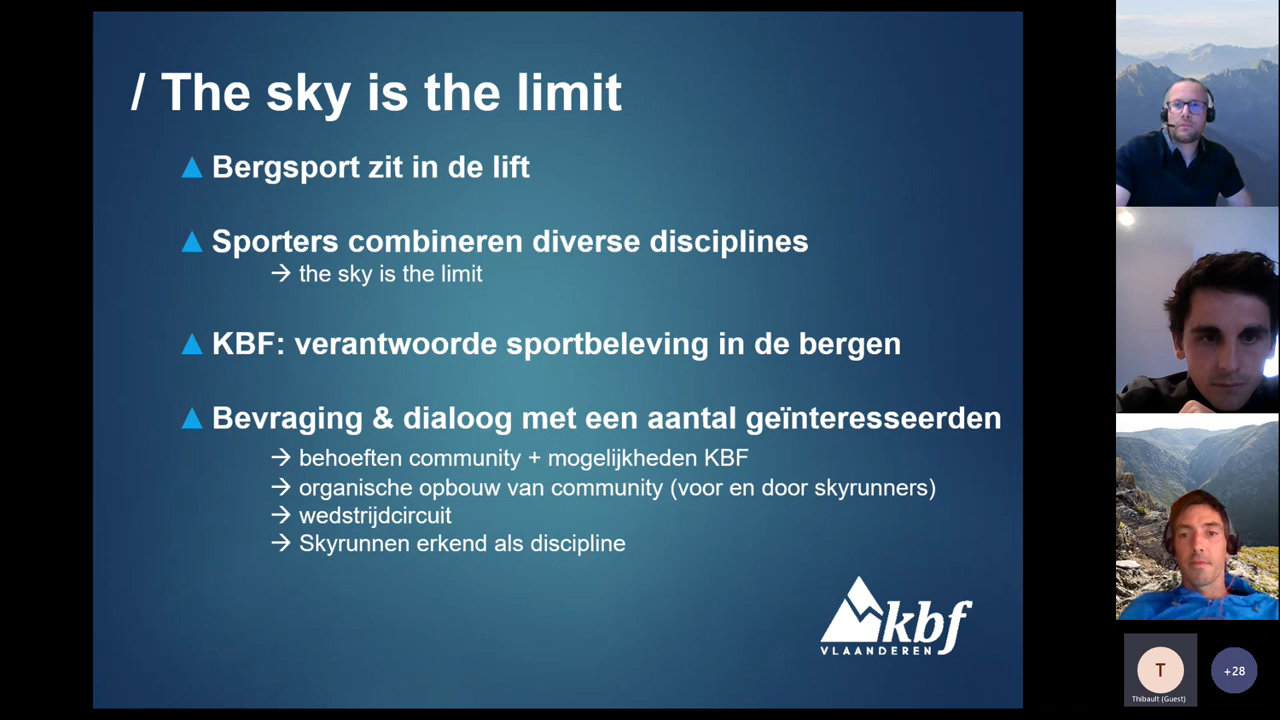 / The sky is the limit
▲ Bergsport zit in de lift
▲ Sporters combineren diverse disciplines
→ the sky is the limit
▲ KBF: verantwoorde sportbeleving in de bergen
▲ Bevraging & dialoog met een aantal geïnteresseerden
→ behoeften community + mogelijkheden KBF
→ organische opbouw van community (voor en door skyrunners)
→ wedstrijdcircuit
→ Skyrunnen erkend als discipline
kbf
VLAANDEREN
T
Thibault (Guest)
+28